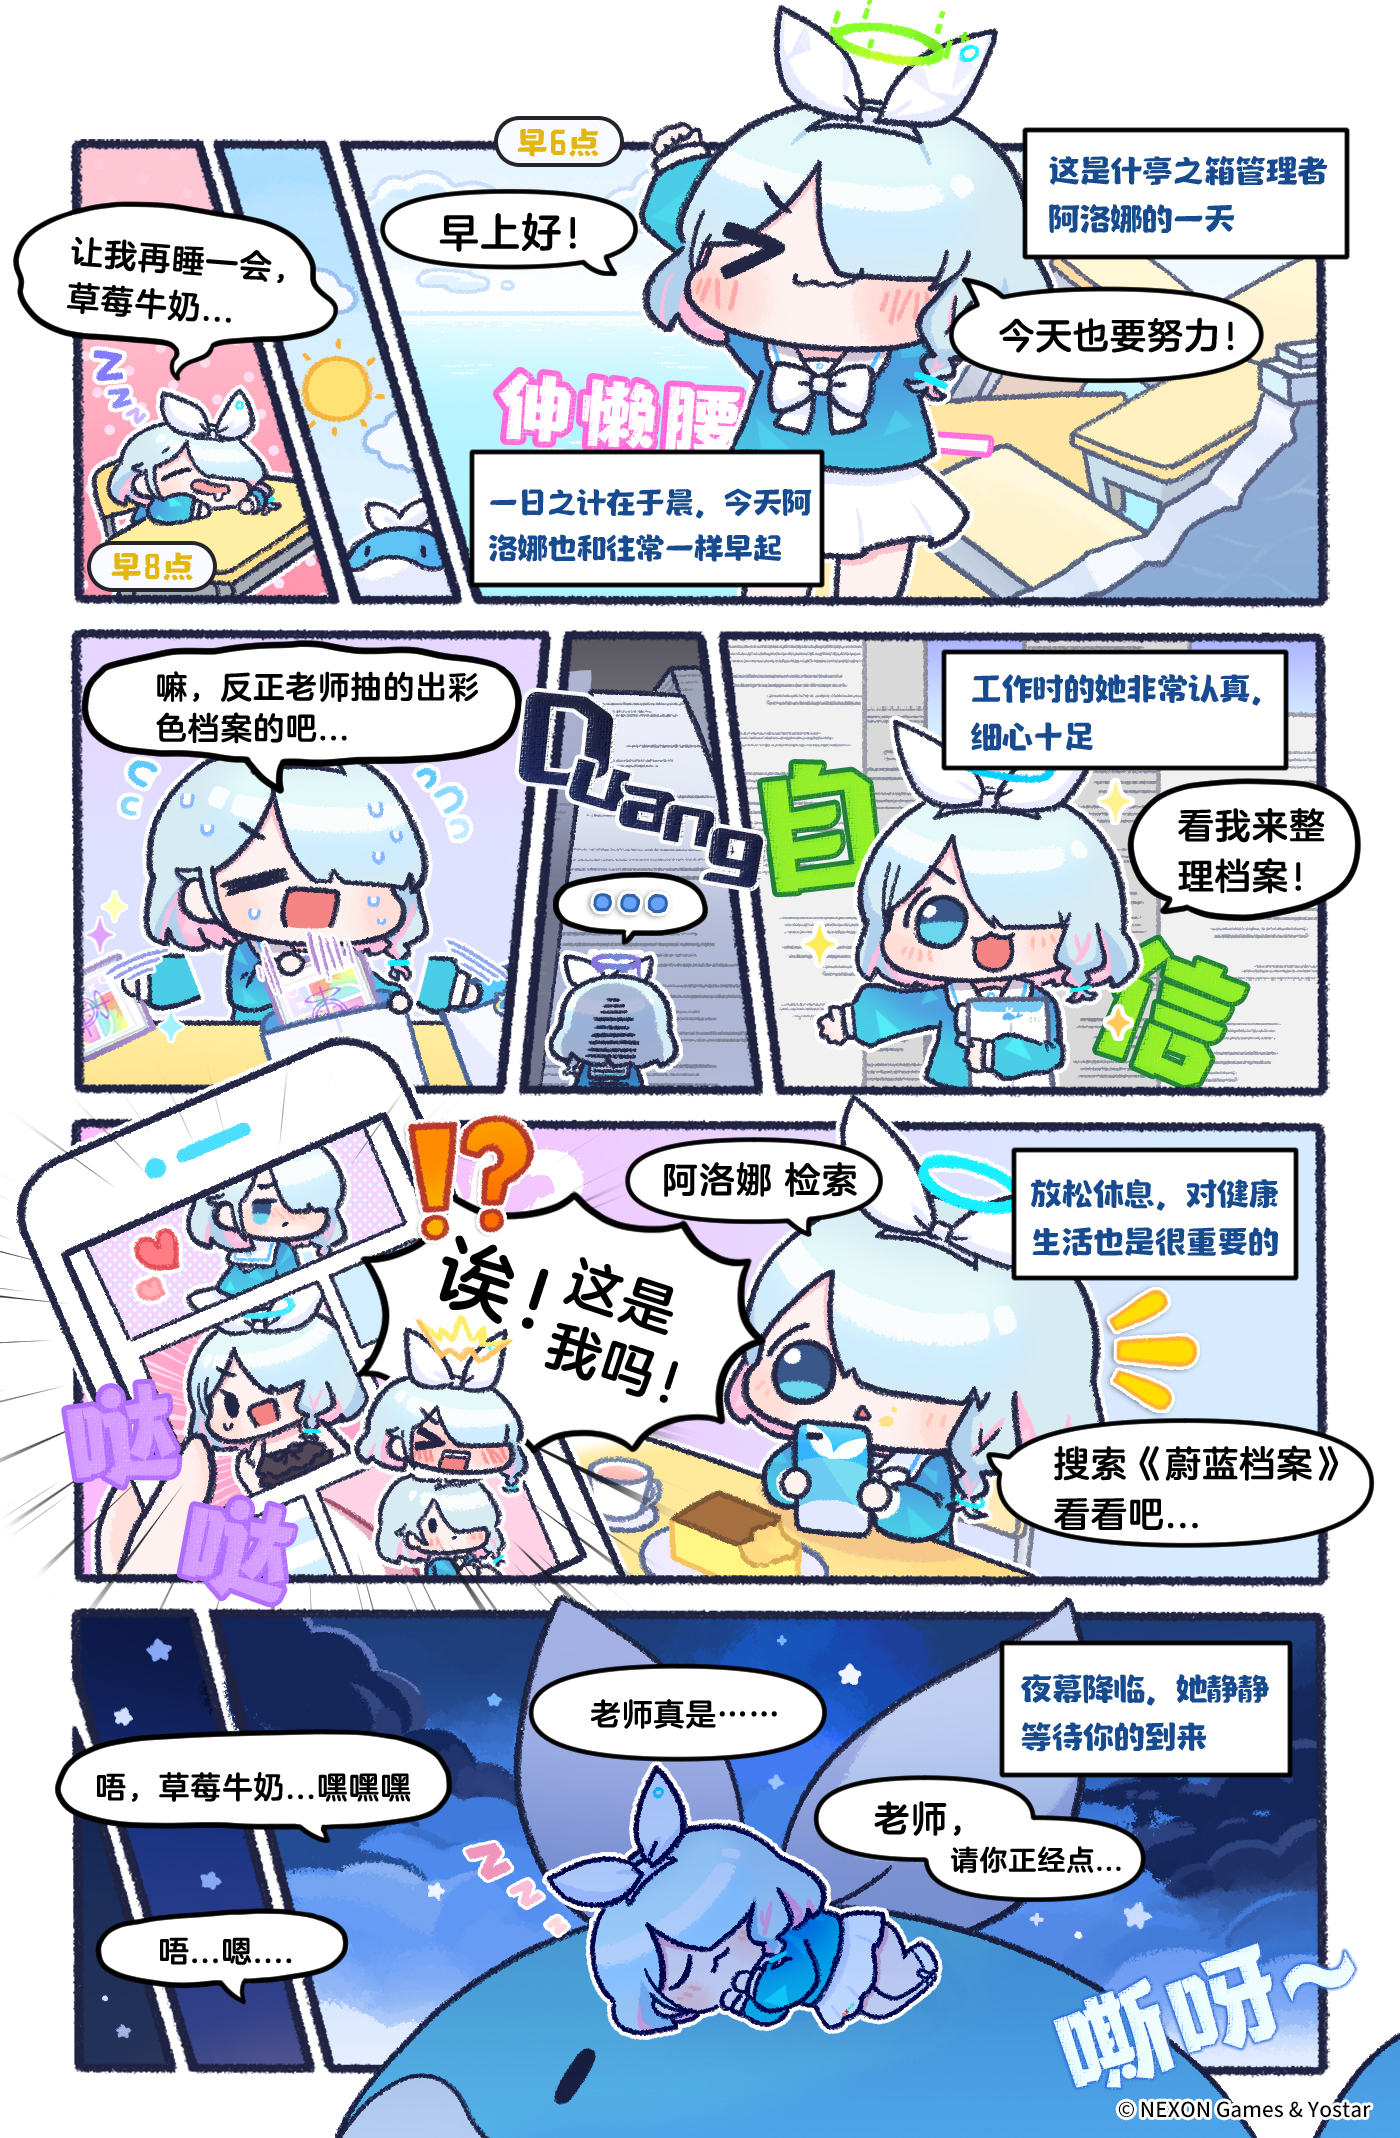 这是什亭之箱管理者
阿洛娜的一天
早6点
早上好！
今天也要努力！
伸懒腰
一日之计在于晨，今天阿
洛娜也和往常一样早起
让我再睡一会，
草莓牛奶...
zzzz
早8点
工作时的她非常认真，
细心十足
看我来整
理档案！
自信
Duang
•••
嘛，反正老师抽的出彩
色档案的吧...
放松休息，对健康
生活也是很重要的
阿洛娜 检索
搜索《蔚蓝档案》
看看吧...
!?
诶！这是
我吗！
哒
哒
夜幕降临，她静静
等待你的到来
老师真是……
老师，
请你正经点...
zzz
唔，草莓牛奶...嘿嘿嘿
唔...嗯....
嘶呀～
© NEXON Games & Yostar